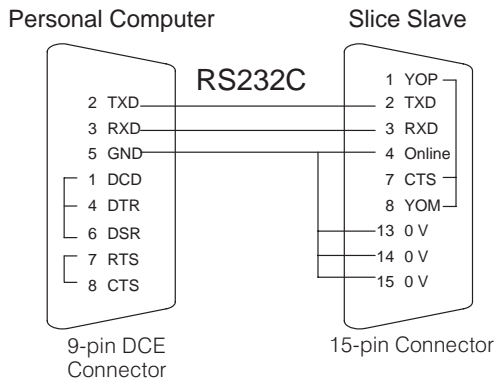 Personal Computer
Slice Slave
RS232C
2 TXD
3 RXD
5 GND
1 DCD
4 DTR
6 DSR
7 RTS
8 CTS
1 YOP
2 TXD
3 RXD
4 Online
7 CTS
8 YOM
13 0 V
14 0 V
15 0 V
9-pin DCE
Connector
15-pin Connector